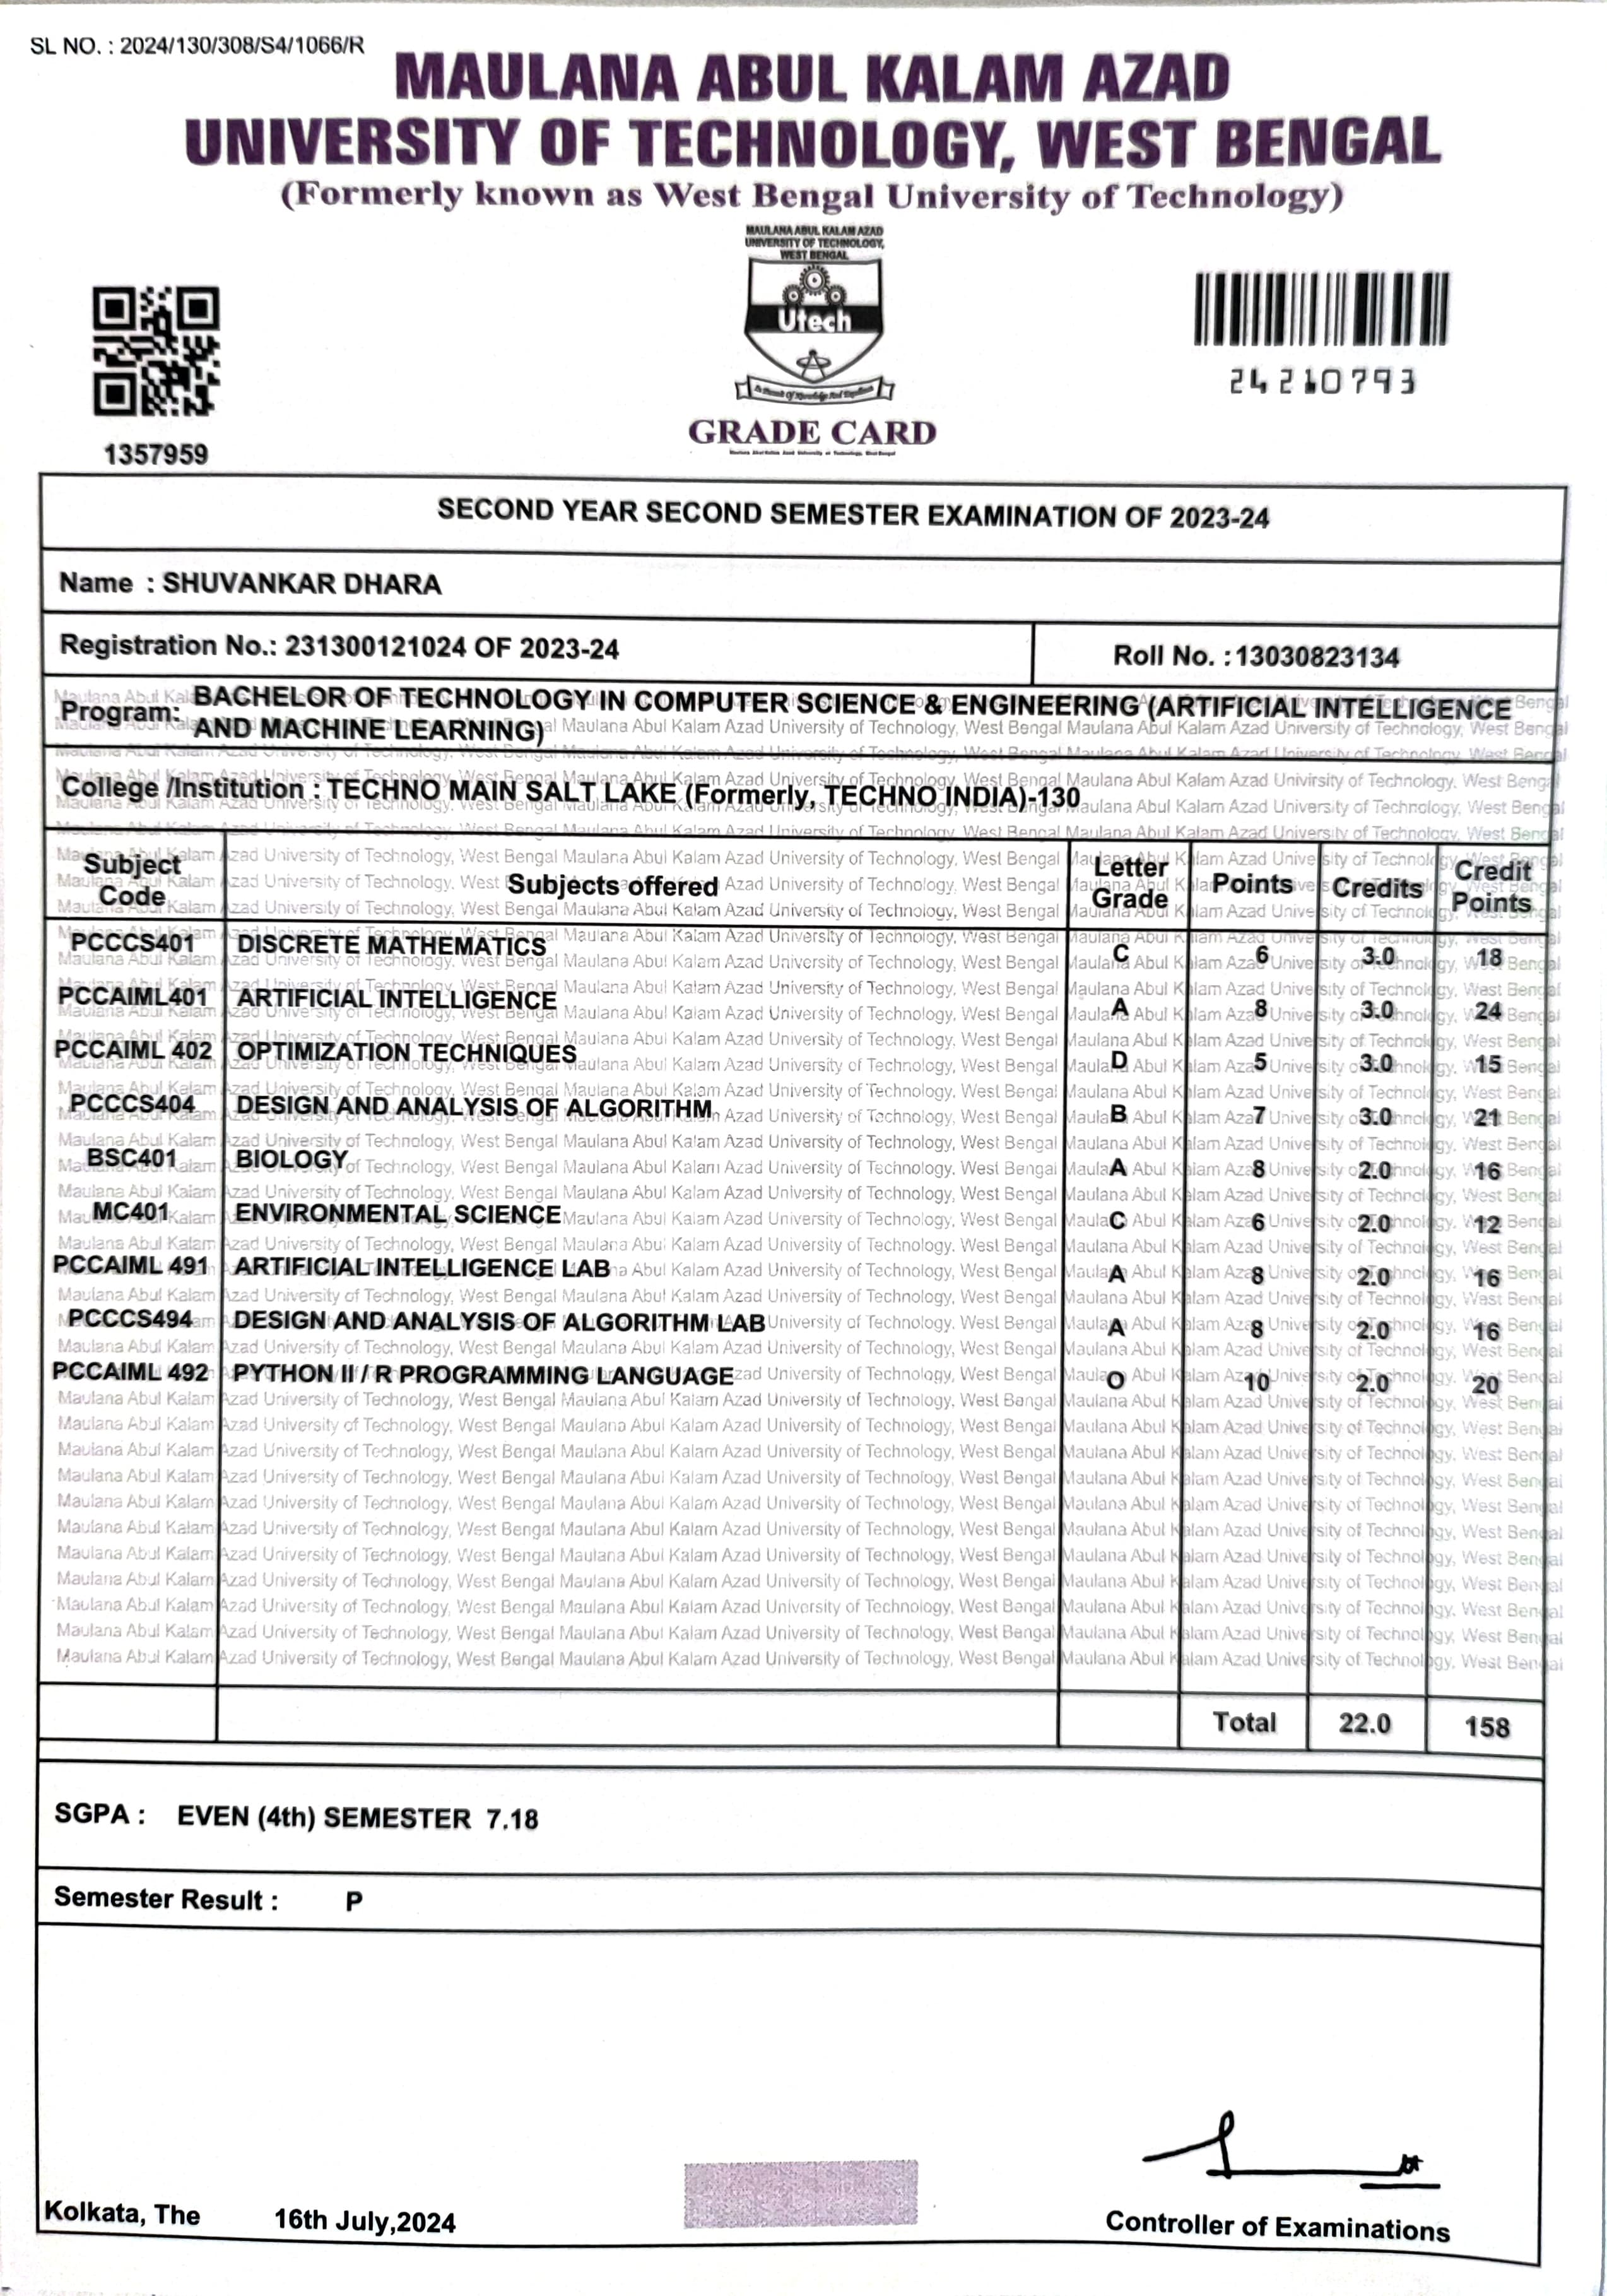 SL NO. : 2024/130/308/S4/1066/R
MAULANA ABUL KALAM AZAD
UNIVERSITY OF TECHNOLOGY, WEST BENGAL
(Formerly known as West Bengal University of Technology)
MAULANA ABUL KALAM AZAD
UNIVERSITY OF TECHNOLOGY,
WEST BENGAL
Utech
24210793
GRADE CARD
1357959
SECOND YEAR SECOND SEMESTER EXAMINATION OF 2023-24
Name : SHUVANKAR DHARA
Registration No.: 231300121024 OF 2023-24 Roll No. :13030823134
Program: BACHELOR OF TECHNOLOGY IN COMPUTER SCIENCE & ENGINEERING (ARTIFICIAL INTELLIGENCE
AND MACHINE LEARNING)
College /Institution : TECHNO MAIN SALT LAKE (Formerly, TECHNO INDIA)-130
Subject Code Subjects offered Letter Grade Points Credits Credit Points
PCCCS401 DISCRETE MATHEMATICS C 6 3.0 18
PCCAIML401 ARTIFICIAL INTELLIGENCE A 8 3.0 24
PCCAIML 402 OPTIMIZATION TECHNIQUES D 5 3.0 15
PCCCS404 DESIGN AND ANALYSIS OF ALGORITHM B 7 3.0 21
BSC401 BIOLOGY A 8 2.0 16
MC401 ENVIRONMENTAL SCIENCE C 6 2.0 12
PCCAIML 491 ARTIFICIAL INTELLIGENCE LAB A 8 2.0 16
PCCCS494 DESIGN AND ANALYSIS OF ALGORITHM LAB A 8 2.0 16
PCCAIML 492 PYTHON II / R PROGRAMMING LANGUAGE O 10 2.0 20
Total 22.0 158
SGPA : EVEN (4th) SEMESTER 7.18
Semester Result : P
Kolkata, The 16th July,2024
Controller of Examinations